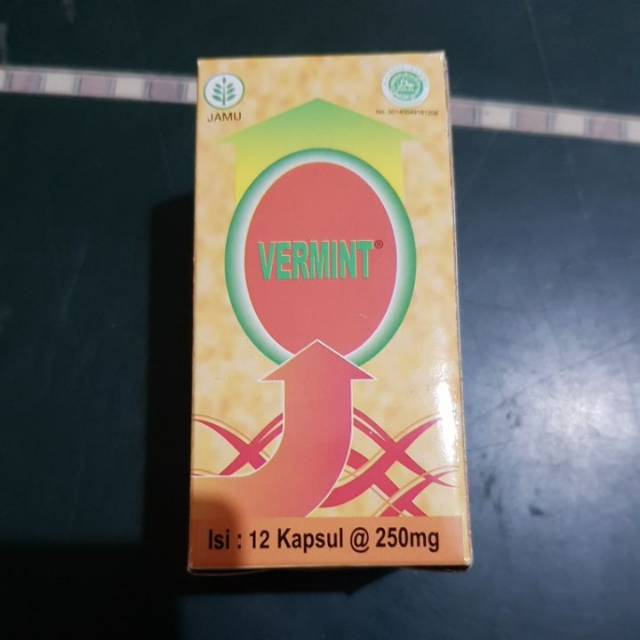 JAMU
VERMINT®
Isi : 12 Kapsul @ 250mg